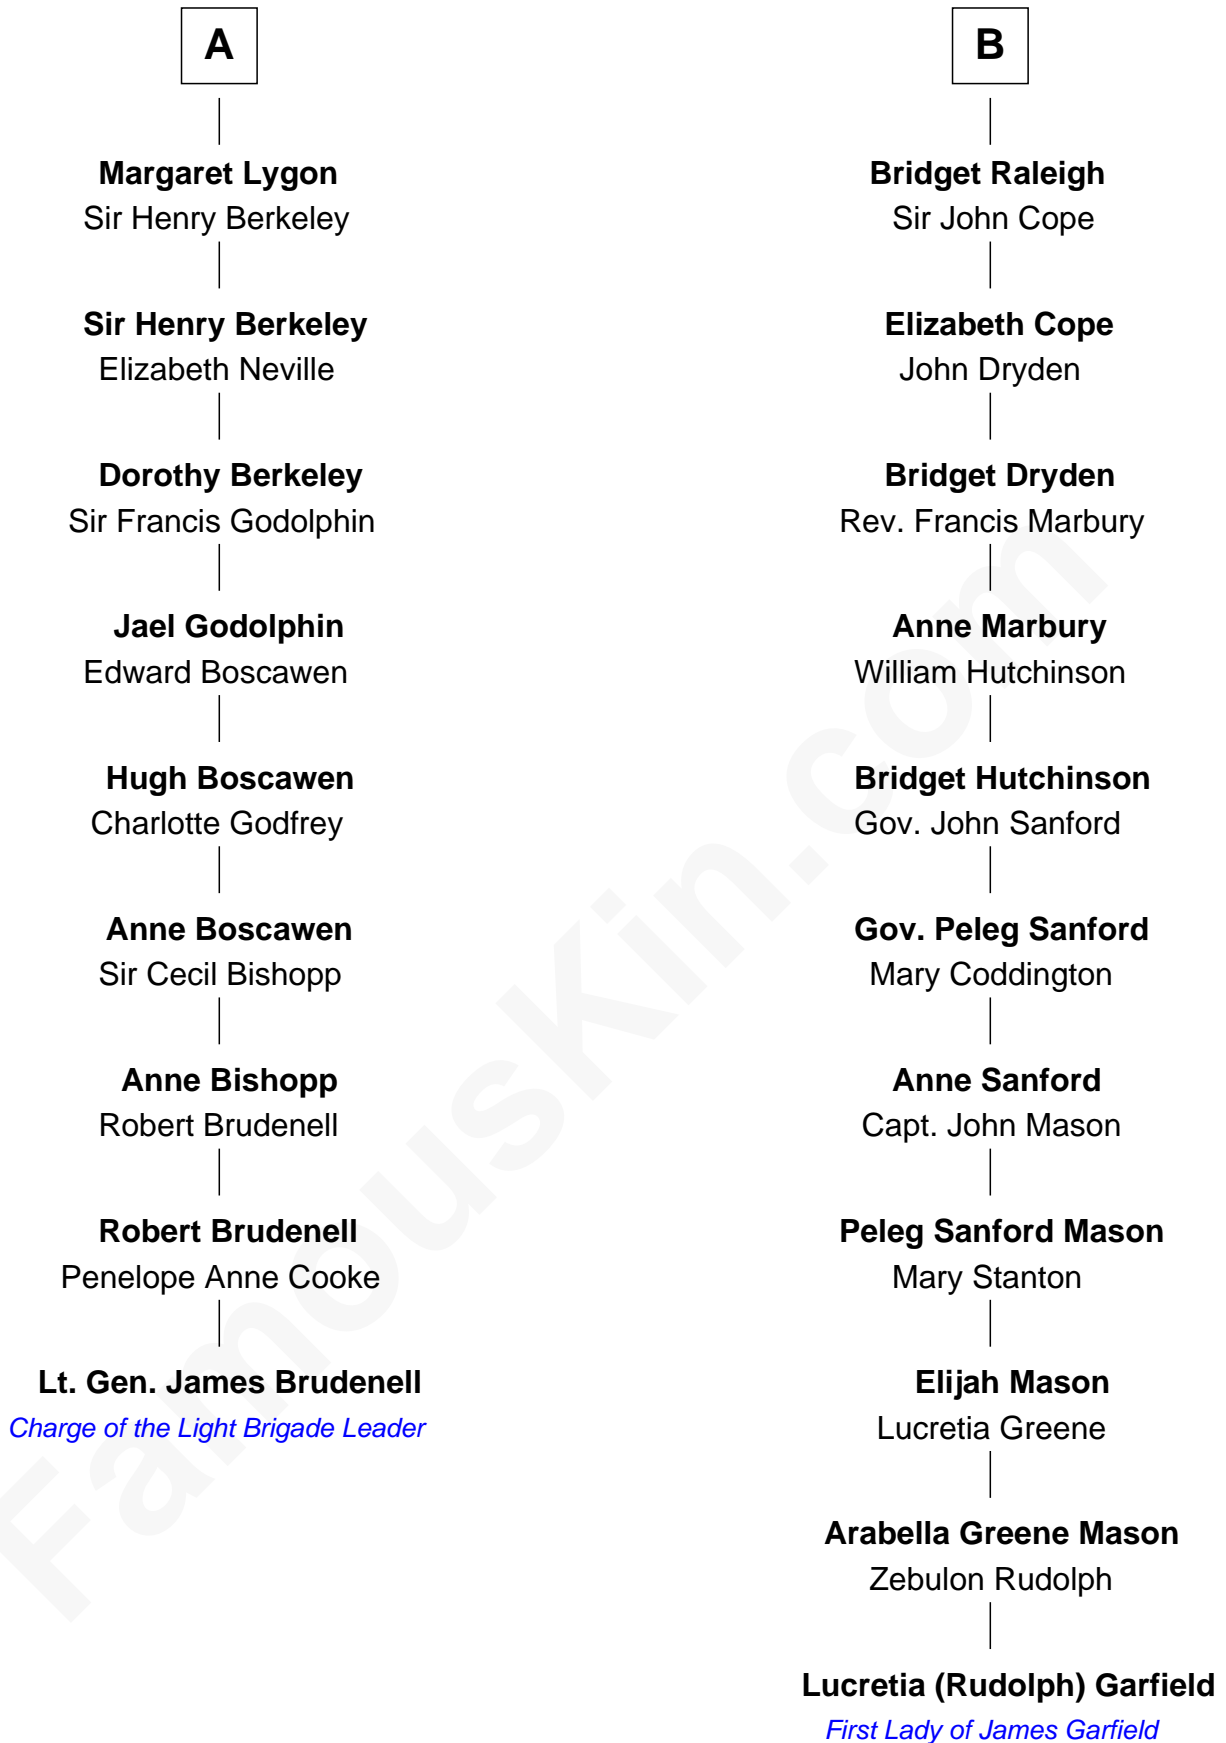 A
Margaret Lygon
Sir Henry Berkeley
Sir Henry Berkeley
Elizabeth Neville
Dorothy Berkeley
Sir Francis Godolphin
Jael Godolphin
Edward Boscawen
Hugh Boscawen
Charlotte Godfrey
Anne Boscawen
Sir Cecil Bishopp
Anne Bishopp
Robert Brudenell
Robert Brudenell
Penelope Anne Cooke
Lt. Gen. James Brudenell
Charge of the Light Brigade Leader
B
Bridget Raleigh
Sir John Cope
Elizabeth Cope
John Dryden
Bridget Dryden
Rev. Francis Marbury
Anne Marbury
William Hutchinson
Bridget Hutchinson
Gov. John Sanford
Gov. Peleg Sanford
Mary Coddington
Anne Sanford
Capt. John Mason
Peleg Sanford Mason
Mary Stanton
Elijah Mason
Lucretia Greene
Arabella Greene Mason
Zebulon Rudolph
Lucretia (Rudolph) Garfield
First Lady of James Garfield
FamousKin.com